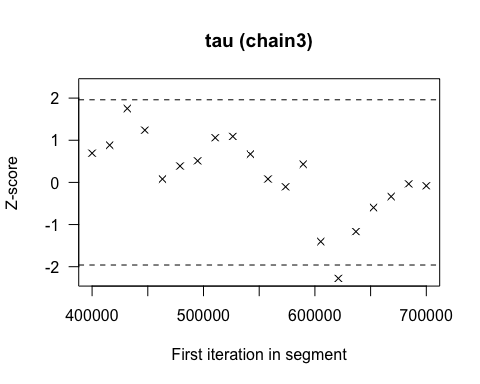 tau (chain3)
2
1
0
-1
-2
Z-score
400000 500000 600000 700000
First iteration in segment